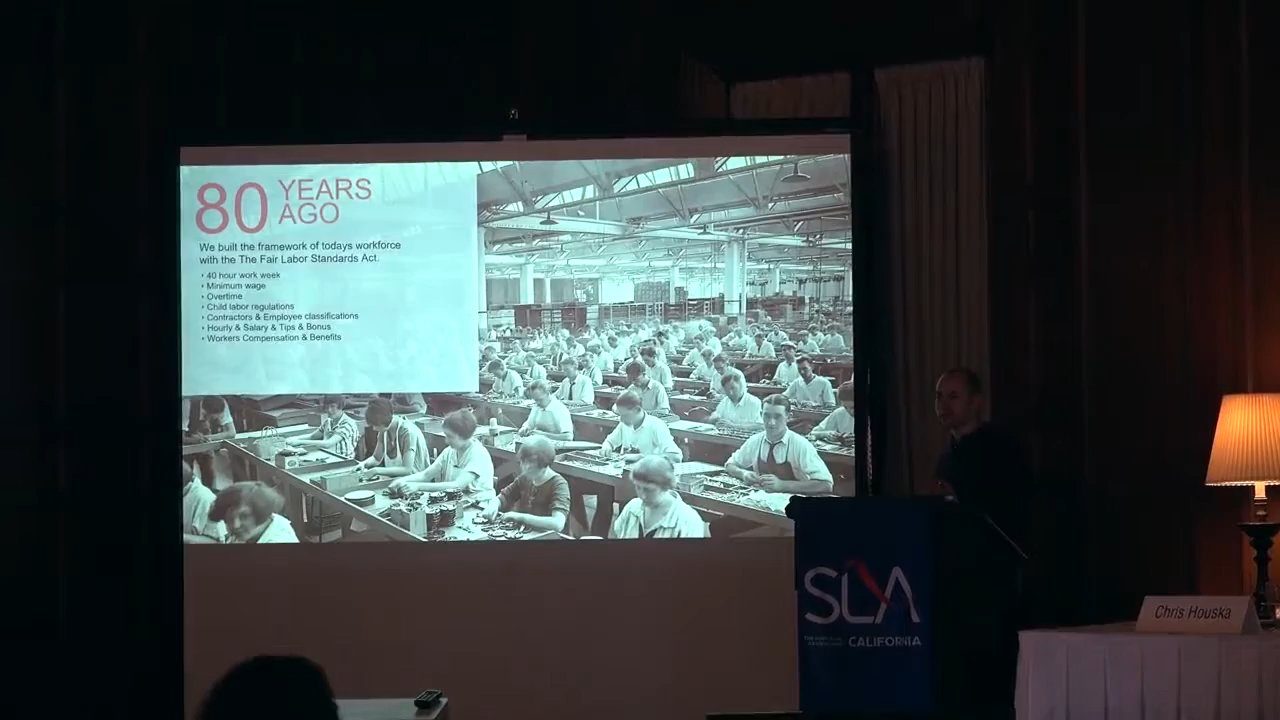 80 YEARS
AGO
We built the framework of todays workforce
with the The Fair Labor Standards Act.
• 40 hour work week
• Minimum wage
• Overtime
• Child labor regulations
• Contractors & Employee classifications
• Hourly & Salary & Tips & Bonus
• Workers Compensation & Benefits
SLA
CALIFORNIA
Chris Houska